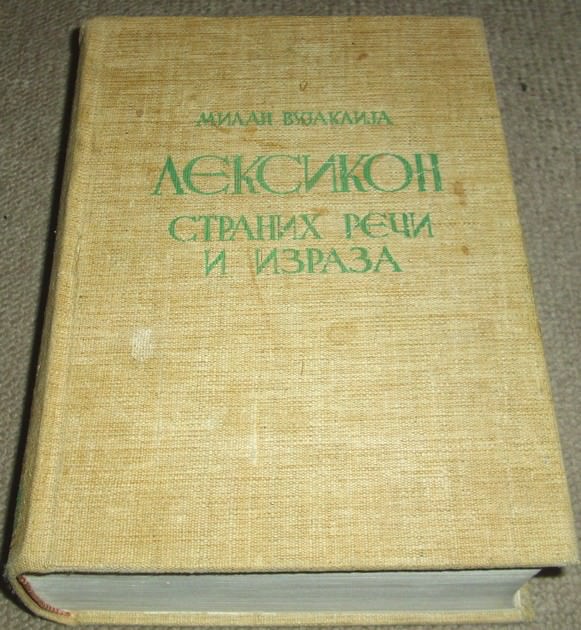 МИЛАН ВУЈАКЛИЈА
ЛЕКСИКОН
СТРАНИХ РЕЧИ
И ИЗРАЗА